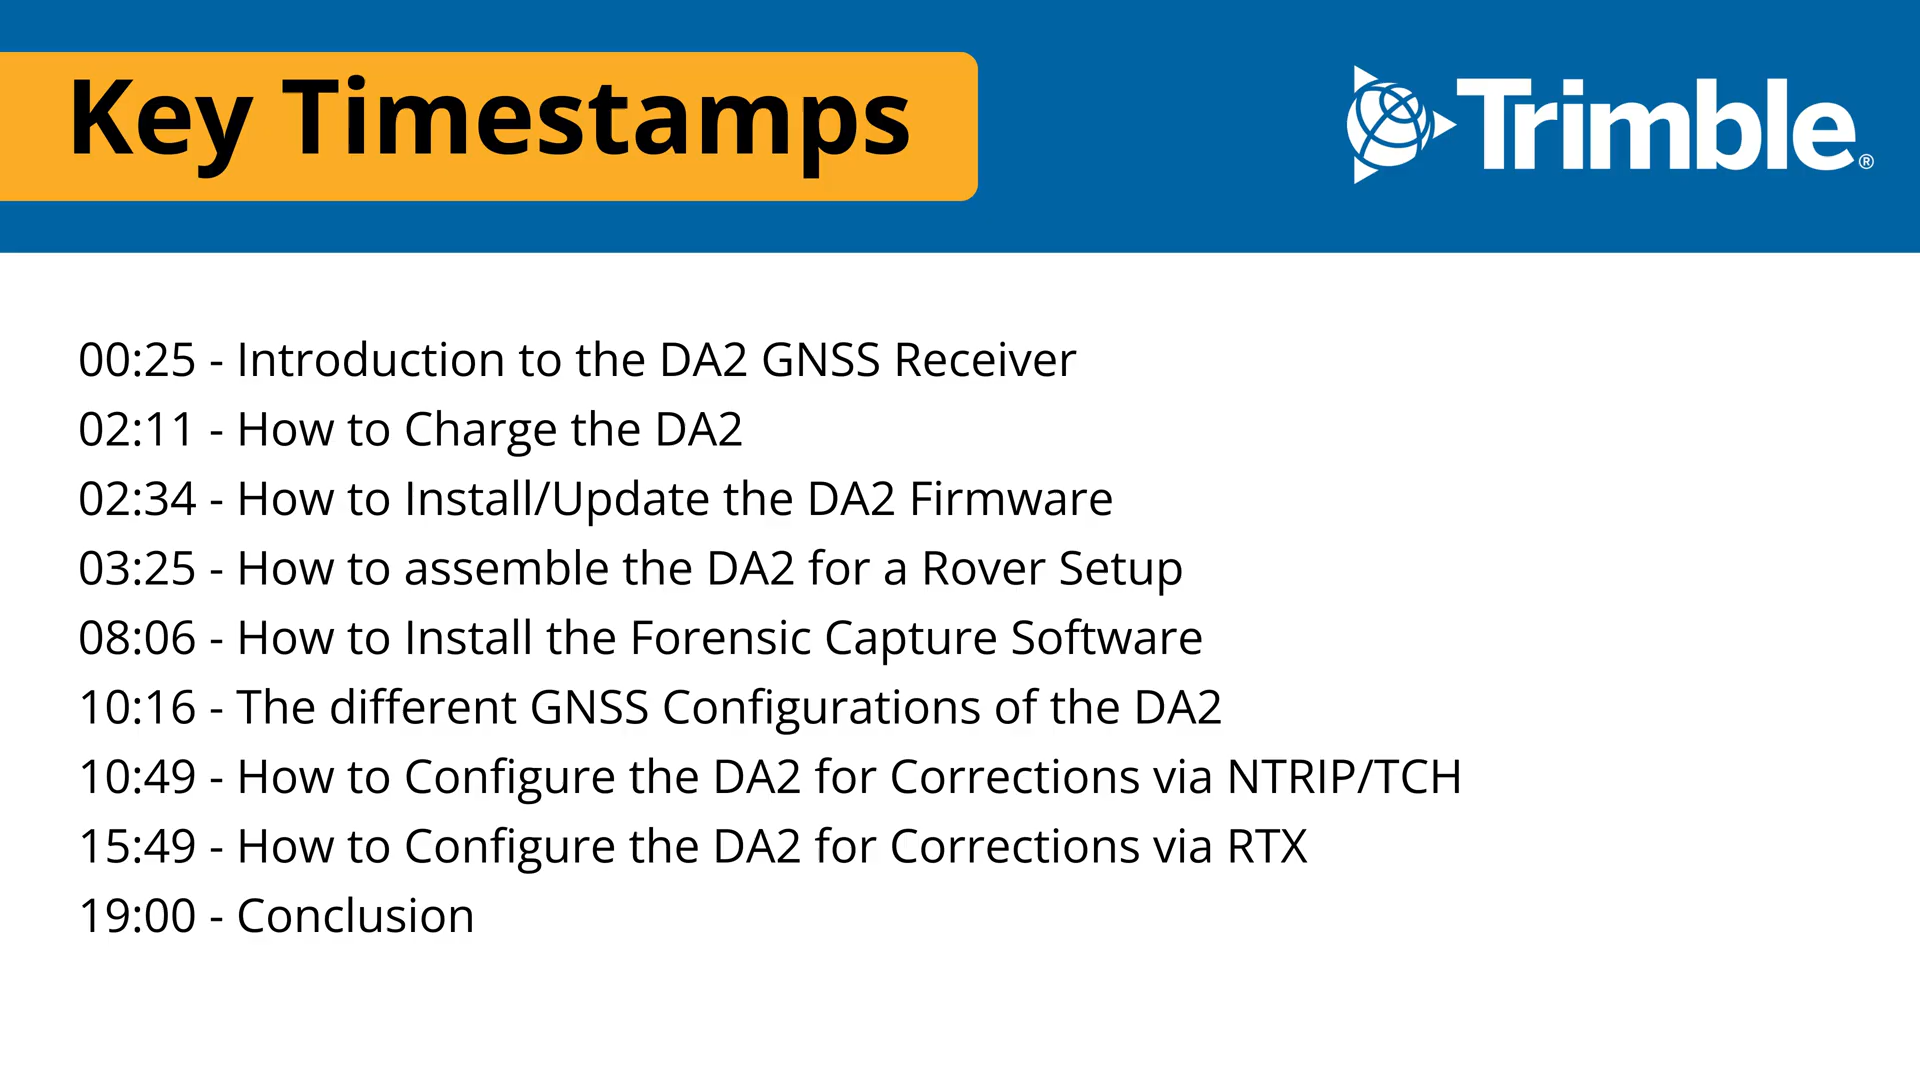 Key Timestamps
Trimble®
00:25 - Introduction to the DA2 GNSS Receiver
02:11 - How to Charge the DA2
02:34 - How to Install/Update the DA2 Firmware
03:25 - How to assemble the DA2 for a Rover Setup
08:06 - How to Install the Forensic Capture Software
10:16 - The different GNSS Configurations of the DA2
10:49 - How to Configure the DA2 for Corrections via NTRIP/TCH
15:49 - How to Configure the DA2 for Corrections via RTX
19:00 - Conclusion